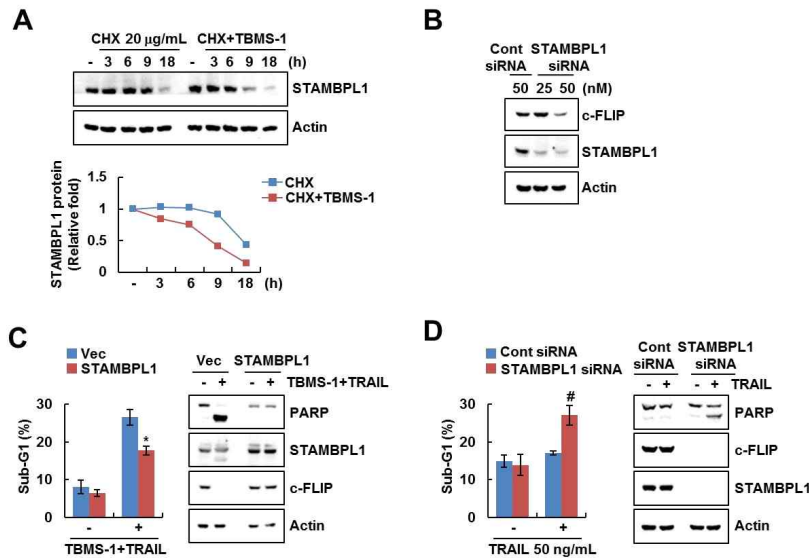 A
CHX 20 μg/mL CHX+TBMS-1
- 3 6 9 18 - 3 6 9 18 (h)
STAMBPL1
Actin
STAMBPL1 protein
(Relative fold)
1.5
1
0.5
0
CHX
CHX+TBMS-1
- 3 6 9 18 (h)
B
Cont STAMBPL1
siRNA siRNA
50 25 50 (nM)
c-FLIP
STAMBPL1
Actin
C
Vec
STAMBPL1
Sub-G1 (%)
30
20
10
0
*
- +
TBMS-1+TRAIL
Vec STAMBPL1
- + - + TBMS-1+TRAIL
PARP
STAMBPL1
c-FLIP
Actin
D
Cont siRNA
STAMBPL1 siRNA
Sub-G1 (%)
30
20
10
0
#
- +
TRAIL 50 ng/mL
Cont STAMBPL1
siRNA siRNA
- + - + TRAIL
PARP
c-FLIP
STAMBPL1
Actin